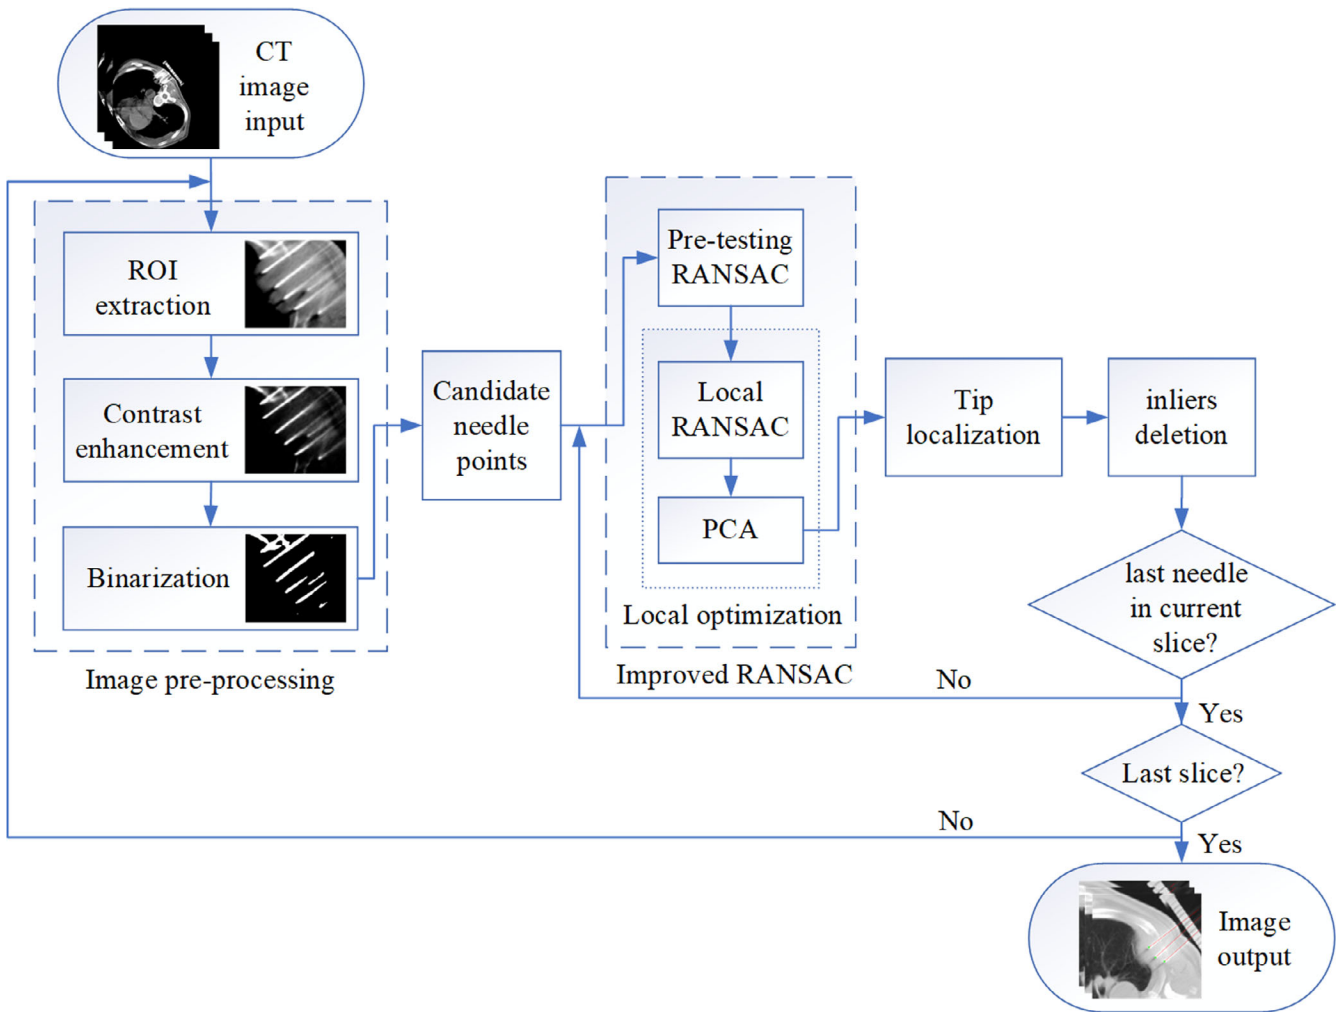 CT
image
input
ROI
extraction
Contrast
enhancement
Binarization
Image pre-processing
Candidate
needle
points
Pre-testing
RANSAC
Local
RANSAC
PCA
Local optimization
Improved RANSAC
Tip
localization
inliers
deletion
last needle
in current
slice?
No
Yes
Last slice?
No
Yes
Image
output